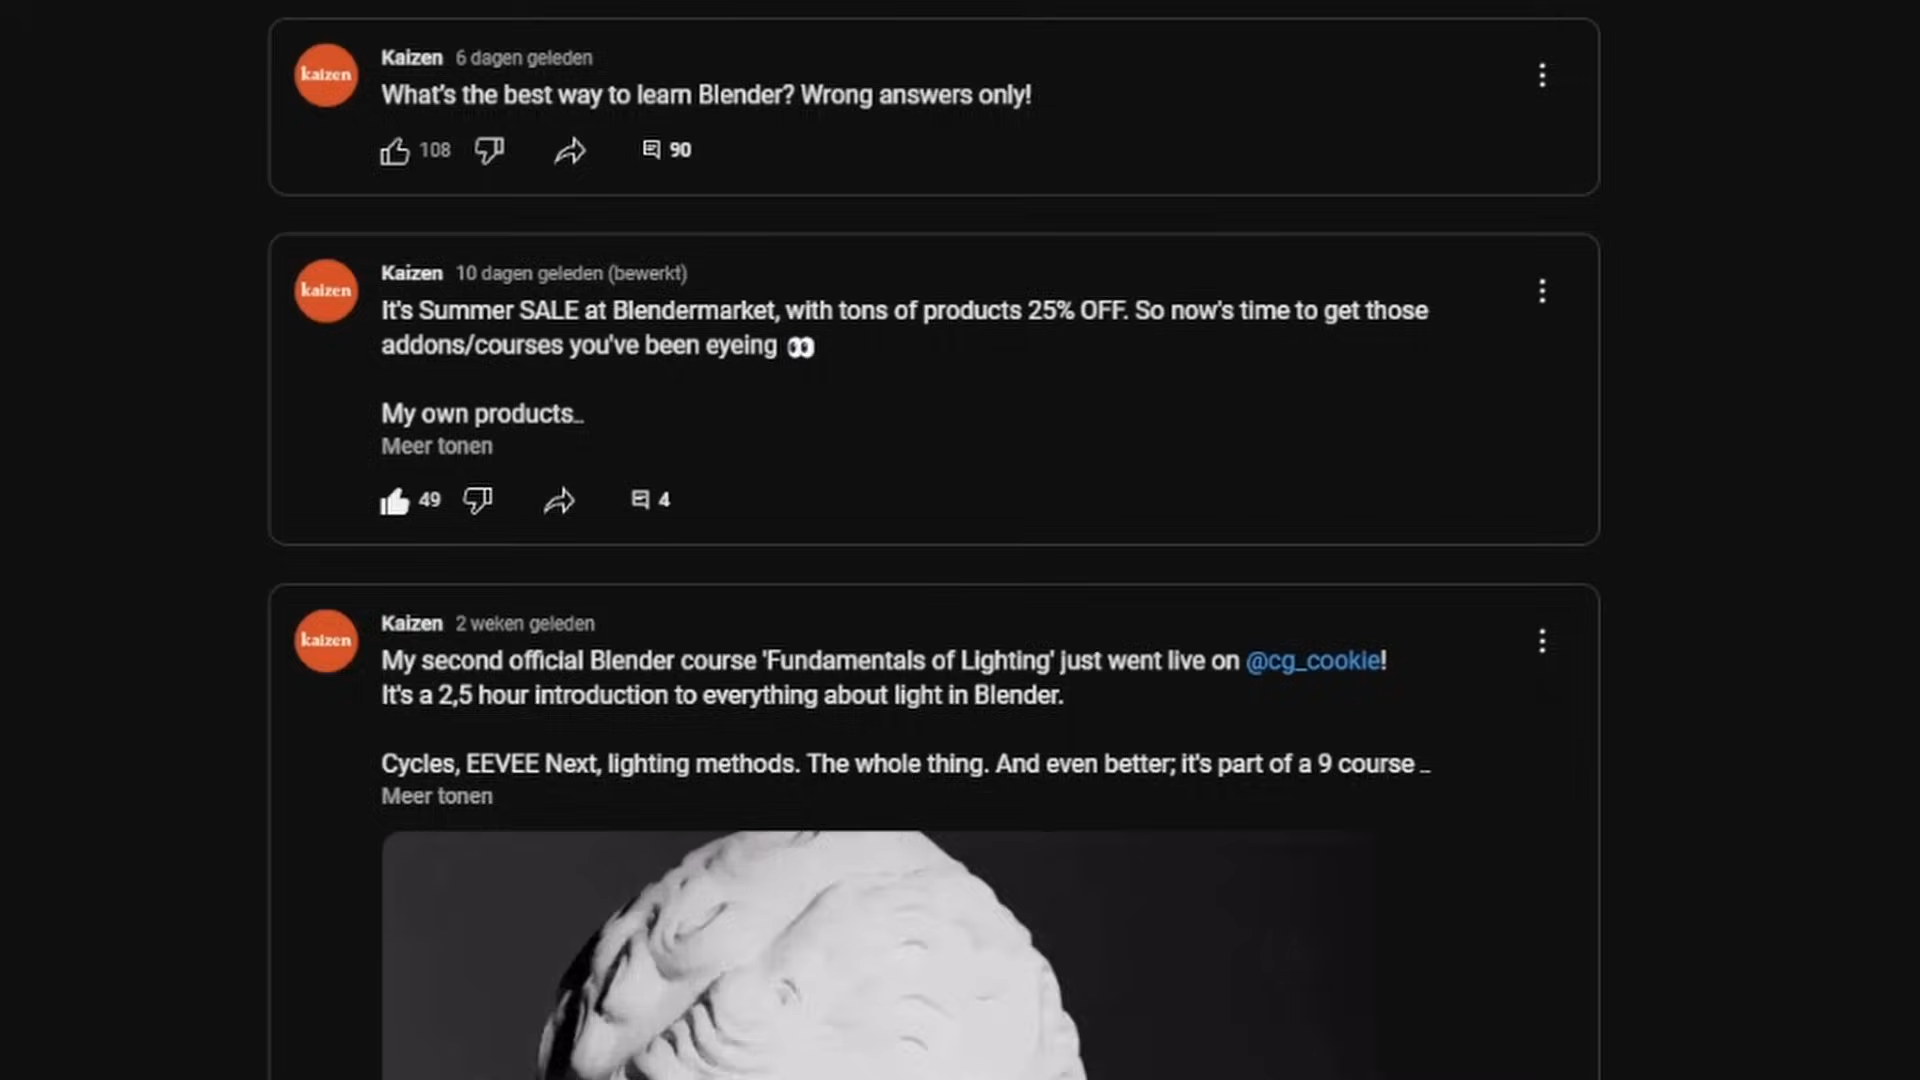 kaizen
Kaizen 6 dagen geleden
What's the best way to learn Blender? Wrong answers only!
108 90
kaizen
Kaizen 10 dagen geleden (bewerkt)
It's Summer SALE at Blendermarket, with tons of products 25% OFF. So now's time to get those
addons/courses you've been eyeing 👀
My own products...
Meer tonen
49 4
kaizen
Kaizen 2 weken geleden
My second official Blender course 'Fundamentals of Lighting' just went live on @cg_cookie!
It's a 2,5 hour introduction to everything about light in Blender.
Cycles, EEVEE Next, lighting methods. The whole thing. And even better; it's part of a 9 course ...
Meer tonen